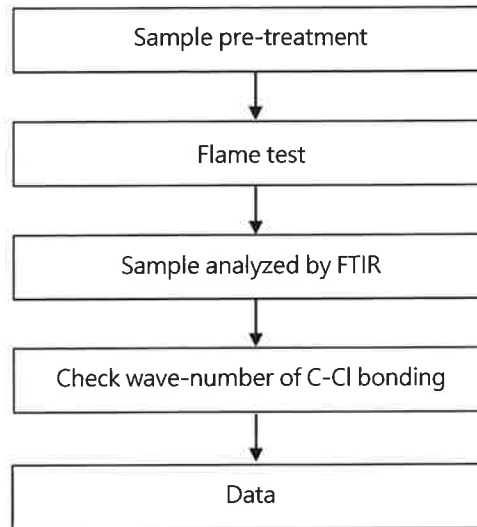 Sample pre-treatment
Flame test
Sample analyzed by FTIR
Check wave-number of C-Cl bonding
Data